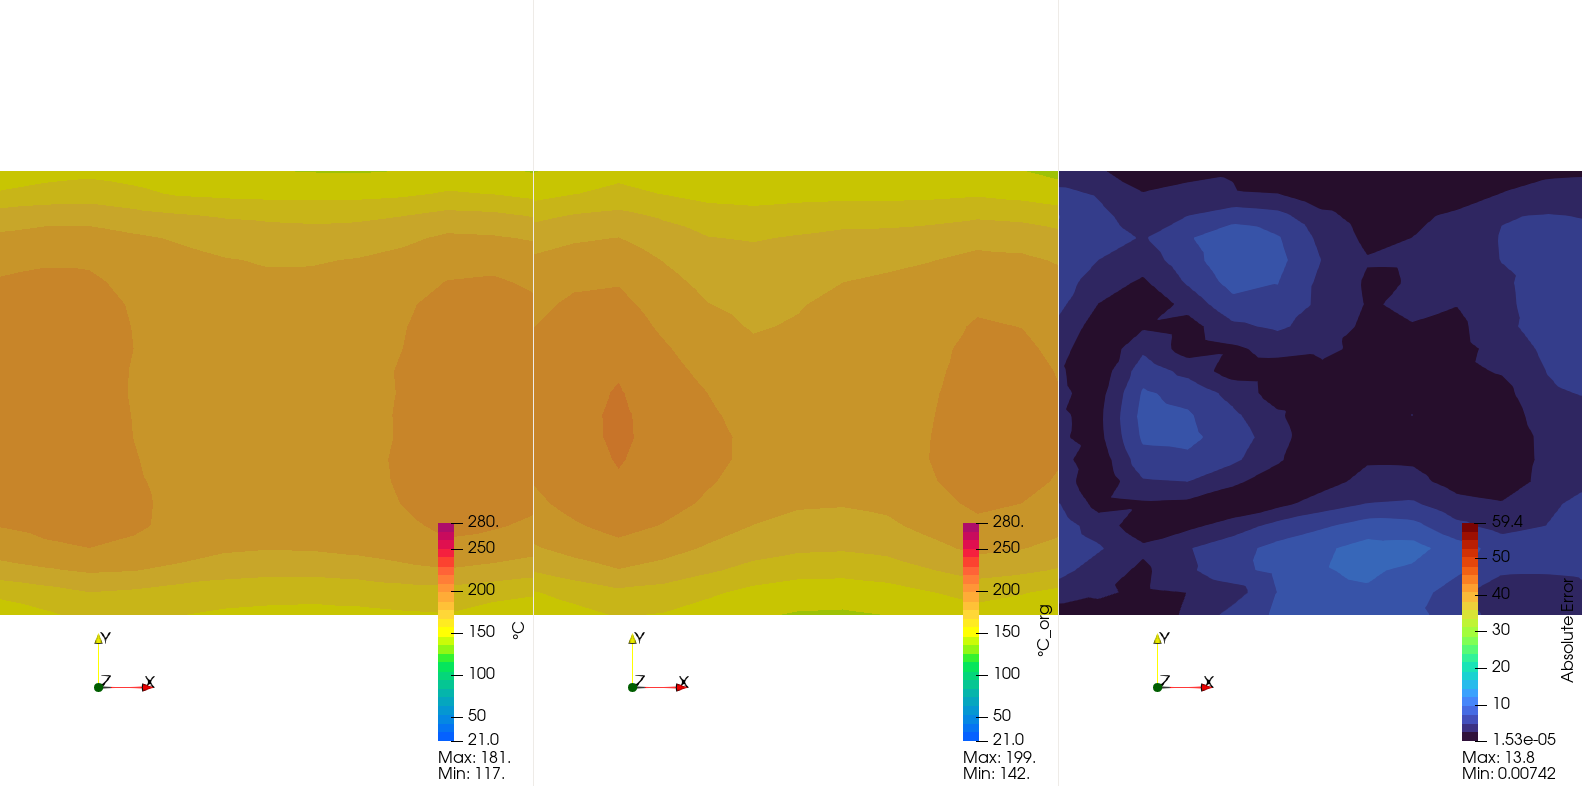 280.
250
200
150
100
50
21.0
°C
Max: 181.
Min: 117.
Y
Z
X
280.
250
200
150
100
50
21.0
°C_org
Max: 199.
Min: 142.
Y
Z
X
59.4
50
40
30
20
10
1.53e-05
Absolute Error
Max: 13.8
Min: 0.00742
Y
Z
X